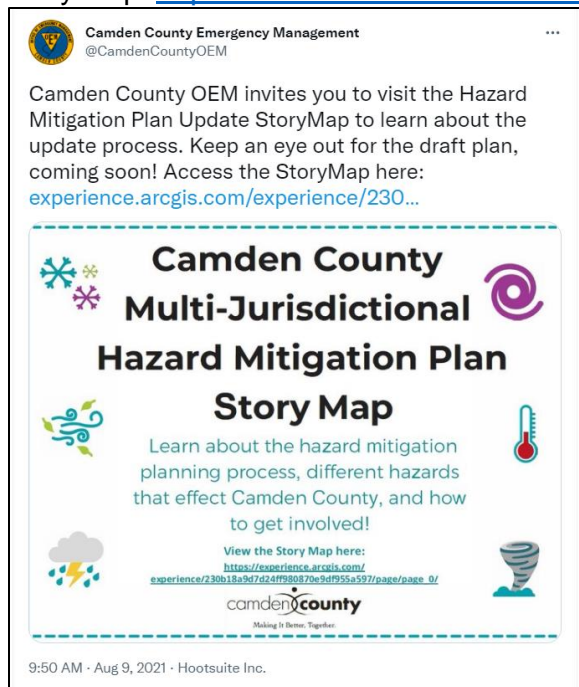 Camden County Emergency Management
@CamdenCountyOEM
Camden County OEM invites you to visit the Hazard
Mitigation Plan Update StoryMap to learn about the
update process. Keep an eye out for the draft plan,
coming soon! Access the StoryMap here:
experience.arcgis.com/experience/230...
Camden County
Multi-Jurisdictional
Hazard Mitigation Plan
Story Map
Learn about the hazard mitigation
planning process, different hazards
that effect Camden County, and how
to get involved!
View the Story Map here:
https://experience.arcgis.com/
experience/230b18a9d7d24ff980870e9df955a597/page/page_0/
camden county
Making It Better, Together.
9:50 AM · Aug 9, 2021 · Hootsuite Inc.